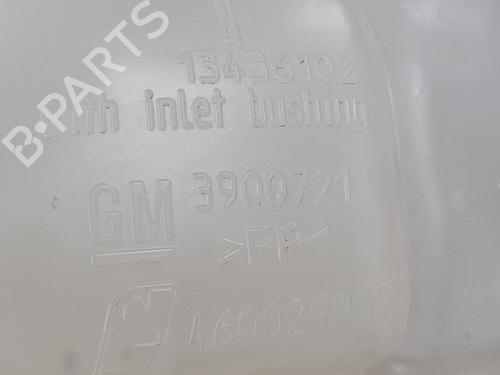 B-PARTS
13436102
with inlet bushing
GM 39007213
>PP<